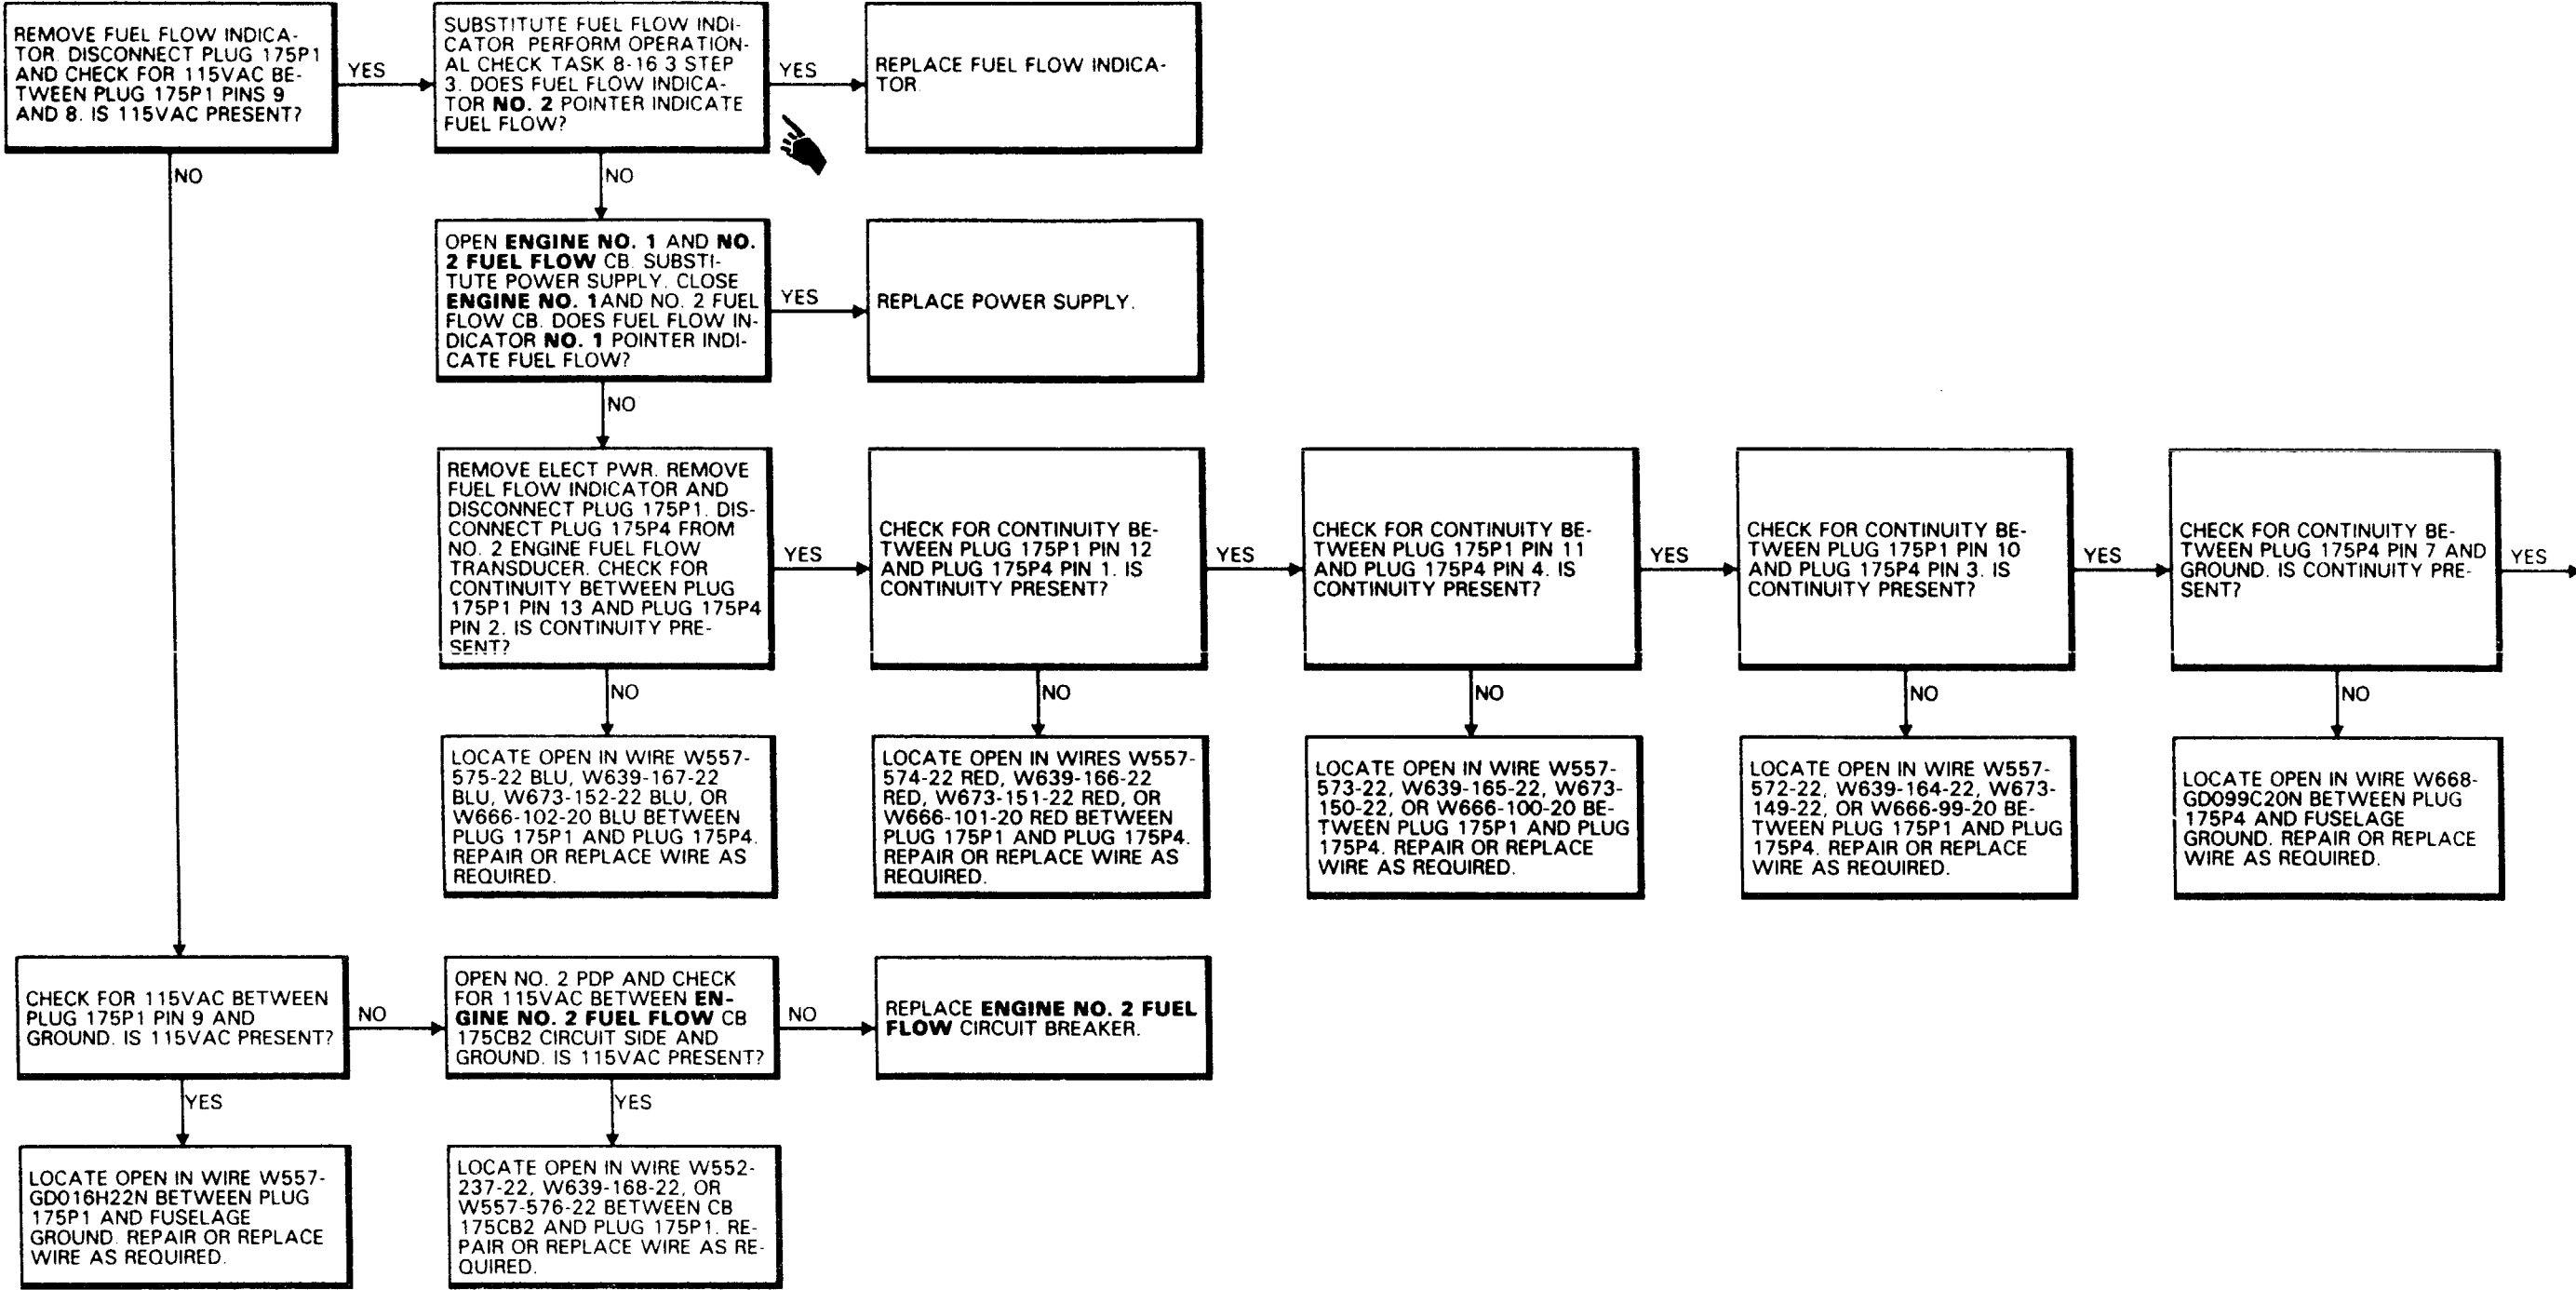 REMOVE FUEL FLOW INDICA-
TOR. DISCONNECT PLUG 175P1
AND CHECK FOR 115VAC BE-
TWEEN PLUG 175P1 PINS 9
AND 8. IS 115VAC PRESENT?
YES
SUBSTITUTE FUEL FLOW INDI-
CATOR PERFORM OPERATION-
AL CHECK TASK 8-16 3 STEP
3. DOES FUEL FLOW INDICA-
TOR NO. 2 POINTER INDICATE
FUEL FLOW?
YES
REPLACE FUEL FLOW INDICA-
TOR.
NO
NO
OPEN ENGINE NO. 1 AND NO.
2 FUEL FLOW CB. SUBSTI-
TUTE POWER SUPPLY. CLOSE
ENGINE NO. 1 AND NO. 2 FUEL
FLOW CB. DOES FUEL FLOW IN-
DICATOR NO. 1 POINTER INDI-
CATE FUEL FLOW?
YES
REPLACE POWER SUPPLY.
NO
REMOVE ELECT PWR. REMOVE
FUEL FLOW INDICATOR AND
DISCONNECT PLUG 175P1. DIS-
CONNECT PLUG 175P4 FROM
NO. 2 ENGINE FUEL FLOW
TRANSDUCER. CHECK FOR
CONTINUITY BETWEEN PLUG
175P1 PIN 13 AND PLUG 175P4
PIN 2. IS CONTINUITY PRE-
SENT?
YES
CHECK FOR CONTINUITY BE-
TWEEN PLUG 175P1 PIN 12
AND PLUG 175P4 PIN 1. IS
CONTINUITY PRESENT?
YES
CHECK FOR CONTINUITY BE-
TWEEN PLUG 175P1 PIN 11
AND PLUG 175P4 PIN 4. IS
CONTINUITY PRESENT?
YES
CHECK FOR CONTINUITY BE-
TWEEN PLUG 175P1 PIN 10
AND PLUG 175P4 PIN 3. IS
CONTINUITY PRESENT?
YES
CHECK FOR CONTINUITY BE-
TWEEN PLUG 175P4 PIN 7 AND
GROUND. IS CONTINUITY PRE-
SENT?
YES
NO
NO
NO
NO
NO
LOCATE OPEN IN WIRE W557-
575-22 BLU, W639-167-22
BLU, W673-152-22 BLU, OR
W666-102-20 BLU BETWEEN
PLUG 175P1 AND PLUG 175P4.
REPAIR OR REPLACE WIRE AS
REQUIRED.
LOCATE OPEN IN WIRES W557-
574-22 RED, W639-166-22
RED, W673-151-22 RED, OR
W666-101-20 RED BETWEEN
PLUG 175P1 AND PLUG 175P4.
REPAIR OR REPLACE WIRE AS
REQUIRED.
LOCATE OPEN IN WIRE W557-
573-22, W639-165-22, W673-
150-22, OR W666-100-20 BE-
TWEEN PLUG 175P1 AND PLUG
175P4. REPAIR OR REPLACE
WIRE AS REQUIRED.
LOCATE OPEN IN WIRE W557-
572-22, W639-164-22, W673-
149-22, OR W666-99-20 BE-
TWEEN PLUG 175P1 AND PLUG
175P4. REPAIR OR REPLACE
WIRE AS REQUIRED.
LOCATE OPEN IN WIRE W668-
GD099C20N BETWEEN PLUG
175P4 AND FUSELAGE
GROUND. REPAIR OR REPLACE
WIRE AS REQUIRED.
CHECK FOR 115VAC BETWEEN
PLUG 175P1 PIN 9 AND
GROUND. IS 115VAC PRESENT?
NO
OPEN NO. 2 PDP AND CHECK
FOR 115VAC BETWEEN EN-
GINE NO. 2 FUEL FLOW CB
175CB2 CIRCUIT SIDE AND
GROUND. IS 115VAC PRESENT?
NO
REPLACE ENGINE NO. 2 FUEL
FLOW CIRCUIT BREAKER.
YES
YES
LOCATE OPEN IN WIRE W557-
GD016H22N BETWEEN PLUG
175P1 AND FUSELAGE
GROUND. REPAIR OR REPLACE
WIRE AS REQUIRED.
LOCATE OPEN IN WIRE W552-
237-22, W639-168-22, OR
W557-576-22 BETWEEN CB
175CB2 AND PLUG 175P1. RE-
PAIR OR REPLACE WIRE AS RE-
QUIRED.